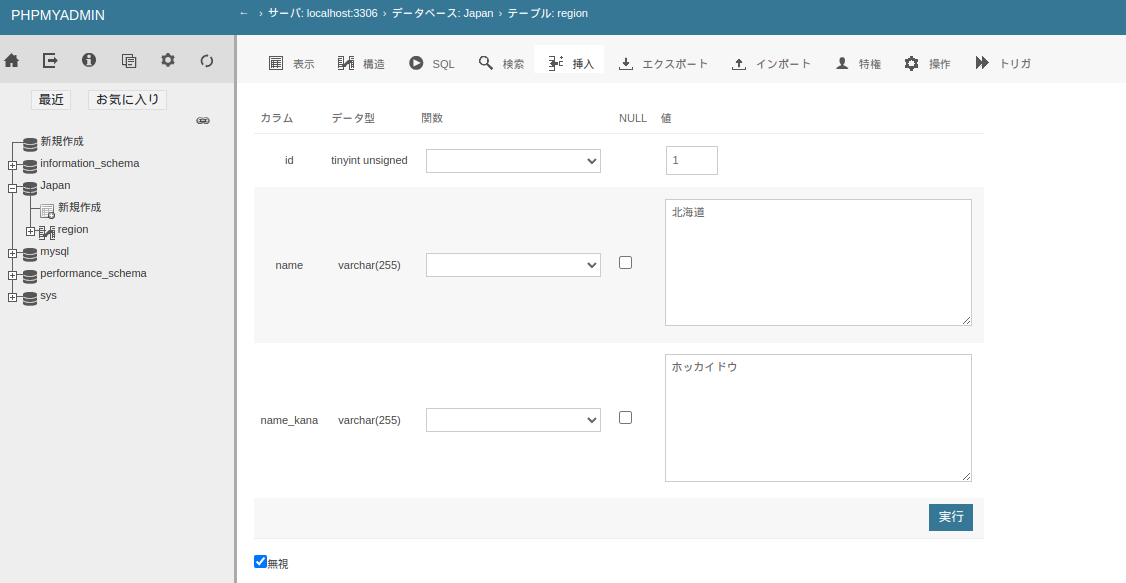 PHPMYADMIN
← › サーバ: localhost:3306 › データベース: Japan › テーブル: region
表示 構造 SQL 検索 挿入 エクスポート インポート 特権 操作 トリガ
最近 お気に入り
新規作成
information_schema
Japan
新規作成
region
mysql
performance_schema
sys
カラム データ型 関数 NULL 値
id tinyint unsigned 1
name varchar(255) 北海道
name_kana varchar(255) ホッカイドウ
実行
無視